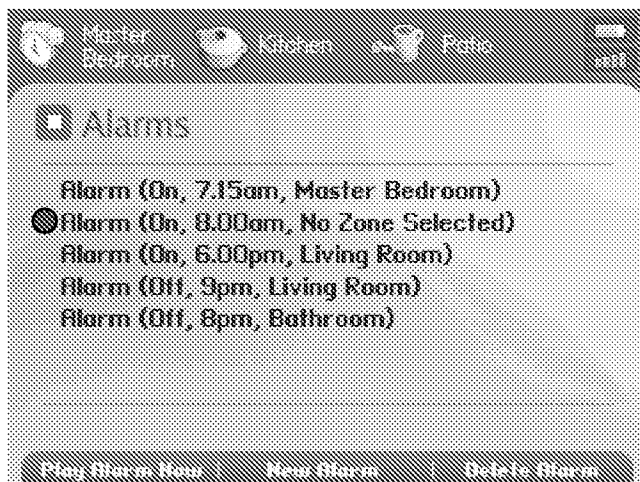 Master
Bedroom
Kitchen
Patio
Alarms
Alarm (On, 7.15am, Master Bedroom)
Alarm (On, 8.00am, No Zone Selected)
Alarm (On, 6.00pm, Living Room)
Alarm (Off, 9pm, Living Room)
Alarm (Off, 8pm, Bathroom)
Play Alarm Now New Alarm Delete Alarm